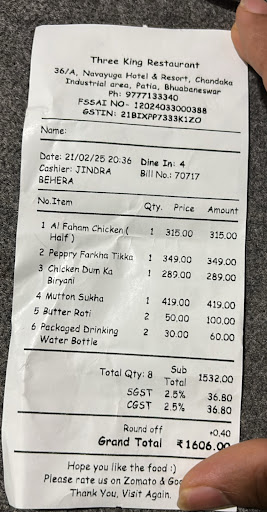 Three King Restaurant
36/A, Navayuga Hotel & Resort, Chandaka
Industrial area, Patia, Bhuabaneswar
Ph: 9777133340
FSSAI NO- 12024033000388
GSTIN: 21BIXPP7333K1ZO
Name:
Date: 21/02/25 20:36 Dine In: 4
Cashier: JINDRA Bill No.: 70717
BEHERA
No.Item Qty. Price Amount
1 Al Faham Chicken( 1 315.00 315.00
Half )
2 Peppry Farkha Tikka 1 349.00 349.00
3 Chicken Dum Ka 1 289.00 289.00
Biryani
4 Mutton Sukha 1 419.00 419.00
5 Butter Roti 2 50.00 100.00
6 Packaged Drinking 2 30.00 60.00
Water Bottle
Total Qty: 8 Sub Total 1532.00
SGST 2.5% 36.80
CGST 2.5% 36.80
Round off +0.40
Grand Total ₹1606.00
Hope you like the food :)
Please rate us on Zomato &
Thank You, Visit Again.